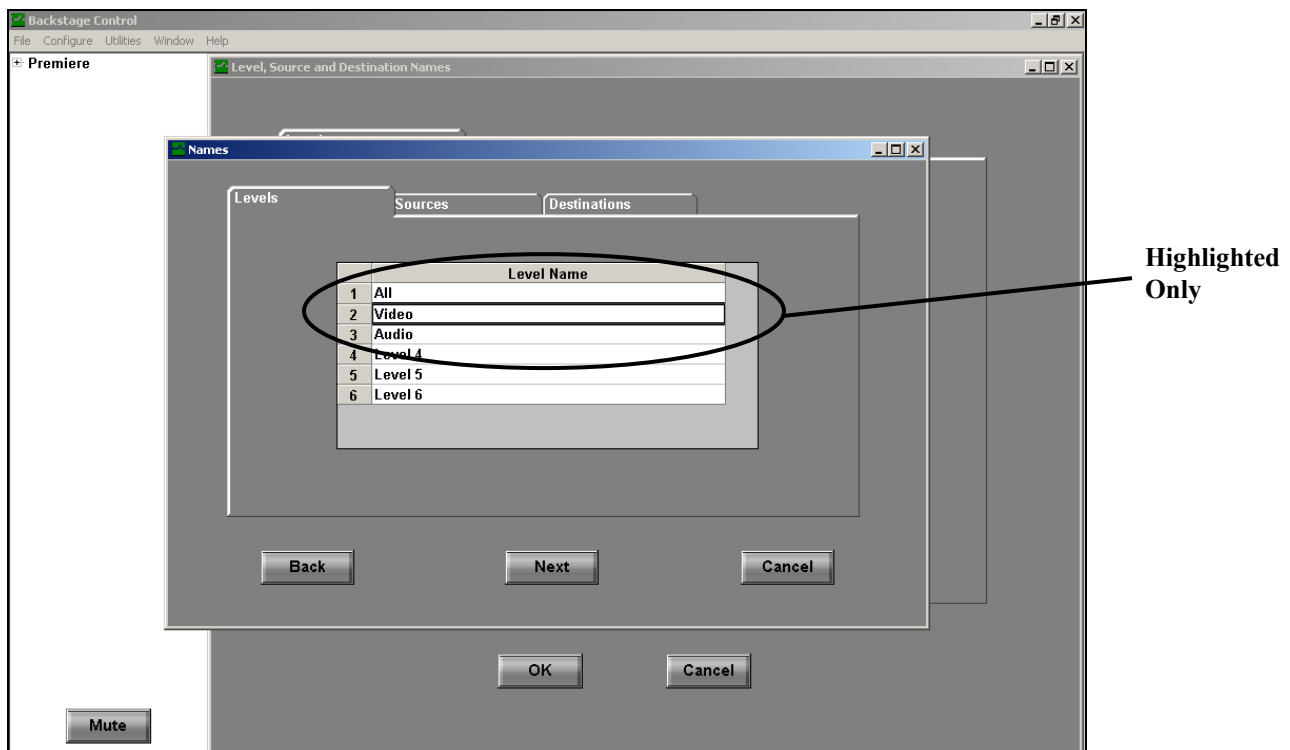 Backstage Control
File Configure Utilities Window Help
Premiere
Level, Source and Destination Names
Names
Levels
Sources
Destinations
Level Name
1 All
2 Video
3 Audio
4 Level 4
5 Level 5
6 Level 6
Highlighted
Only
Back
Next
Cancel
OK
Cancel
Mute